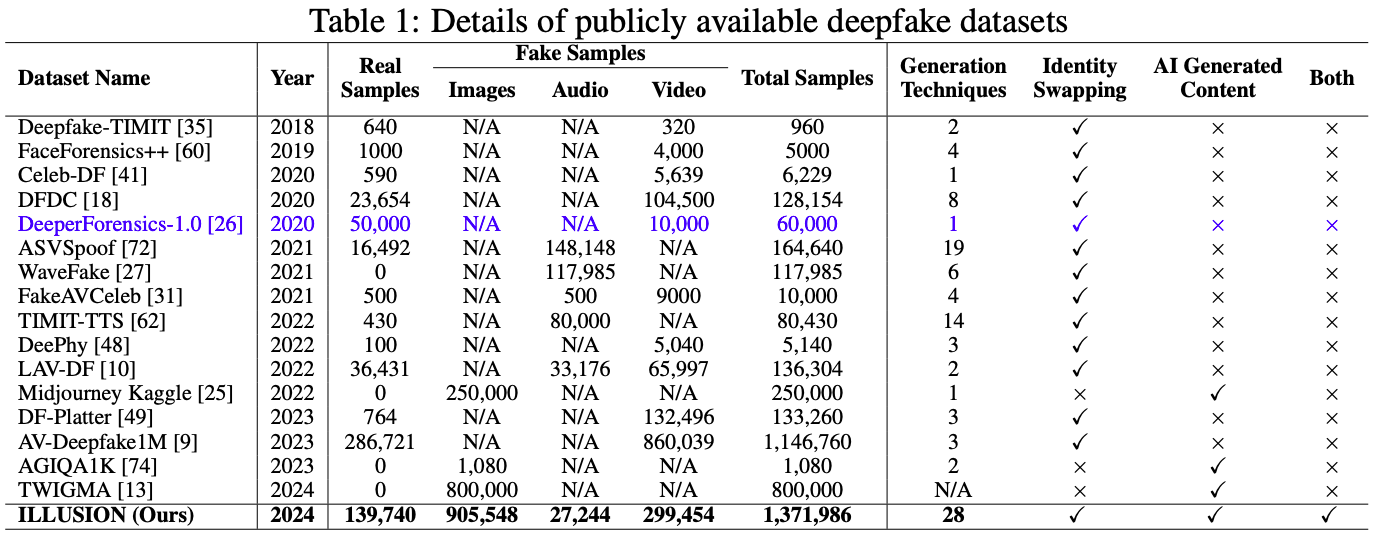 Table 1: Details of publicly available deepfake datasets
Dataset Name Year Real Samples Fake Samples Images Audio Video Total Samples Generation Techniques Identity Swapping AI Generated Content Both
Deepfake-TIMIT [35] 2018 640 N/A N/A 320 960 2 ✓ × ×
FaceForensics++ [60] 2019 1000 N/A N/A 4,000 5000 4 ✓ × ×
Celeb-DF [41] 2020 590 N/A N/A 5,639 6,229 1 ✓ × ×
DFDC [18] 2020 23,654 N/A N/A 104,500 128,154 8 ✓ × ×
DeeperForensics-1.0 [26] 2020 50,000 N/A N/A 10,000 60,000 1 ✓ × ×
ASVSpoof [72] 2021 16,492 N/A 148,148 N/A 164,640 19 ✓ × ×
WaveFake [27] 2021 0 N/A 117,985 N/A 117,985 6 ✓ × ×
FakeAVCeleb [31] 2021 500 N/A 500 9000 10,000 4 ✓ × ×
TIMIT-TTS [62] 2022 430 N/A 80,000 N/A 80,430 14 ✓ × ×
DeePhy [48] 2022 100 N/A N/A 5,040 5,140 3 ✓ × ×
LAV-DF [10] 2022 36,431 N/A 33,176 65,997 136,304 2 ✓ × ×
Midjourney Kaggle [25] 2022 0 250,000 N/A N/A 250,000 1 × ✓ ×
DF-Platter [49] 2023 764 N/A N/A 132,496 133,260 3 ✓ × ×
AV-Deepfake1M [9] 2023 286,721 N/A N/A 860,039 1,146,760 3 ✓ × ×
AGIQA1K [74] 2023 0 1,080 N/A N/A 1,080 2 × ✓ ×
TWIGMA [13] 2024 0 800,000 N/A N/A 800,000 N/A × ✓ ×
ILLUSION (Ours) 2024 139,740 905,548 27,244 299,454 1,371,986 28 ✓ ✓ ✓